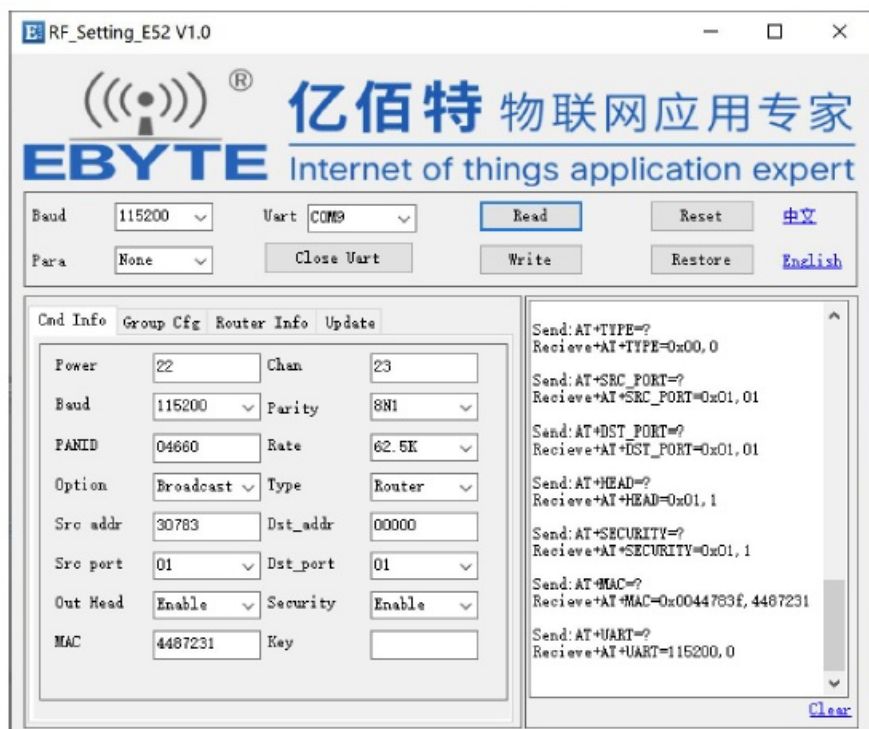 RF_Setting_E52 V1.0
®
EBYTE
亿佰特 物联网应用专家
Internet of things application expert
Baud 115200 Uart COM9 Read Reset 中文
Para None Close Uart Write Restore English
Cmd Info Group Cfg Router Info Update
Power 22 Chan 23
Baud 115200 Parity 8N1
PANID 04660 Rate 62.5K
Option Broadcast Type Router
Src addr 30783 Dst_addr 00000
Src port 01 Dst_port 01
Out Head Enable Security Enable
MAC 4487231 Key
Send:AT+TYPE=?
Recieve+AT+TYPE=0x00,0
Send:AT+SRC_PORT=?
Recieve+AT+SRC_PORT=0x01,01
Send:AT+DST_PORT=?
Recieve+AT+DST_PORT=0x01,01
Send:AT+HEAD=?
Recieve+AT+HEAD=0x01,1
Send:AT+SECURITY=?
Recieve+AT+SECURITY=0x01,1
Send:AT+MAC=?
Recieve+AT+MAC=0x0044783f,4487231
Send:AT+UART=?
Recieve+AT+UART=115200,0
Clear